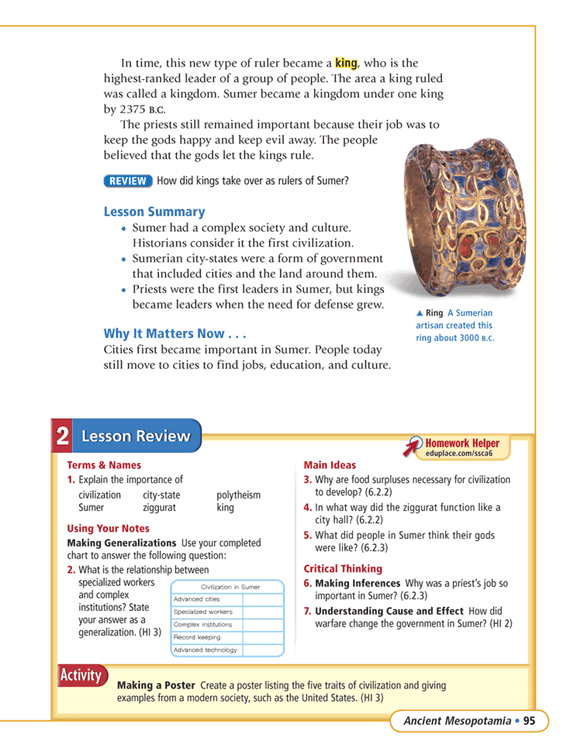 In time, this new type of ruler became a king, who is the
highest-ranked leader of a group of people. The area a king ruled
was called a kingdom. Sumer became a kingdom under one king
by 2375 B.C.
The priests still remained important because their job was to
keep the gods happy and keep evil away. The people
believed that the gods let the kings rule.
REVIEW How did kings take over as rulers of Sumer?
Lesson Summary
• Sumer had a complex society and culture.
Historians consider it the first civilization.
• Sumerian city-states were a form of government
that included cities and the land around them.
• Priests were the first leaders in Sumer, but kings
became leaders when the need for defense grew.
▲ Ring A Sumerian
artisan created this
ring about 3000 B.C.
Why It Matters Now . . .
Cities first became important in Sumer. People today
still move to cities to find jobs, education, and culture.
2 Lesson Review
Homework Helper
eduplace.com/ssca6
Terms & Names
1. Explain the importance of
civilization city-state polytheism
Sumer ziggurat king
Using Your Notes
Making Generalizations Use your completed
chart to answer the following question:
2. What is the relationship between
specialized workers
and complex
institutions? State
your answer as a
generalization. (HI 3)
Civilization in Sumer
Advanced cities
Specialized workers
Complex institutions
Record keeping
Advanced technology
Main Ideas
3. Why are food surpluses necessary for civilization
to develop? (6.2.2)
4. In what way did the ziggurat function like a
city hall? (6.2.2)
5. What did people in Sumer think their gods
were like? (6.2.3)
Critical Thinking
6. Making Inferences Why was a priest's job so
important in Sumer? (6.2.3)
7. Understanding Cause and Effect How did
warfare change the government in Sumer? (HI 2)
Activity
Making a Poster Create a poster listing the five traits of civilization and giving
examples from a modern society, such as the United States. (HI 3)
Ancient Mesopotamia • 95